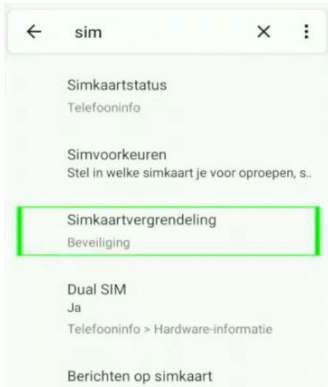 sim
Simkaartstatus
Telefooninfo
Simvoorkeuren
Stel in welke simkaart je voor oproepen, s..
Simkaartvergrendeling
Beveiliging
Dual SIM
Ja
Telefooninfo > Hardware-informatie
Berichten op simkaart